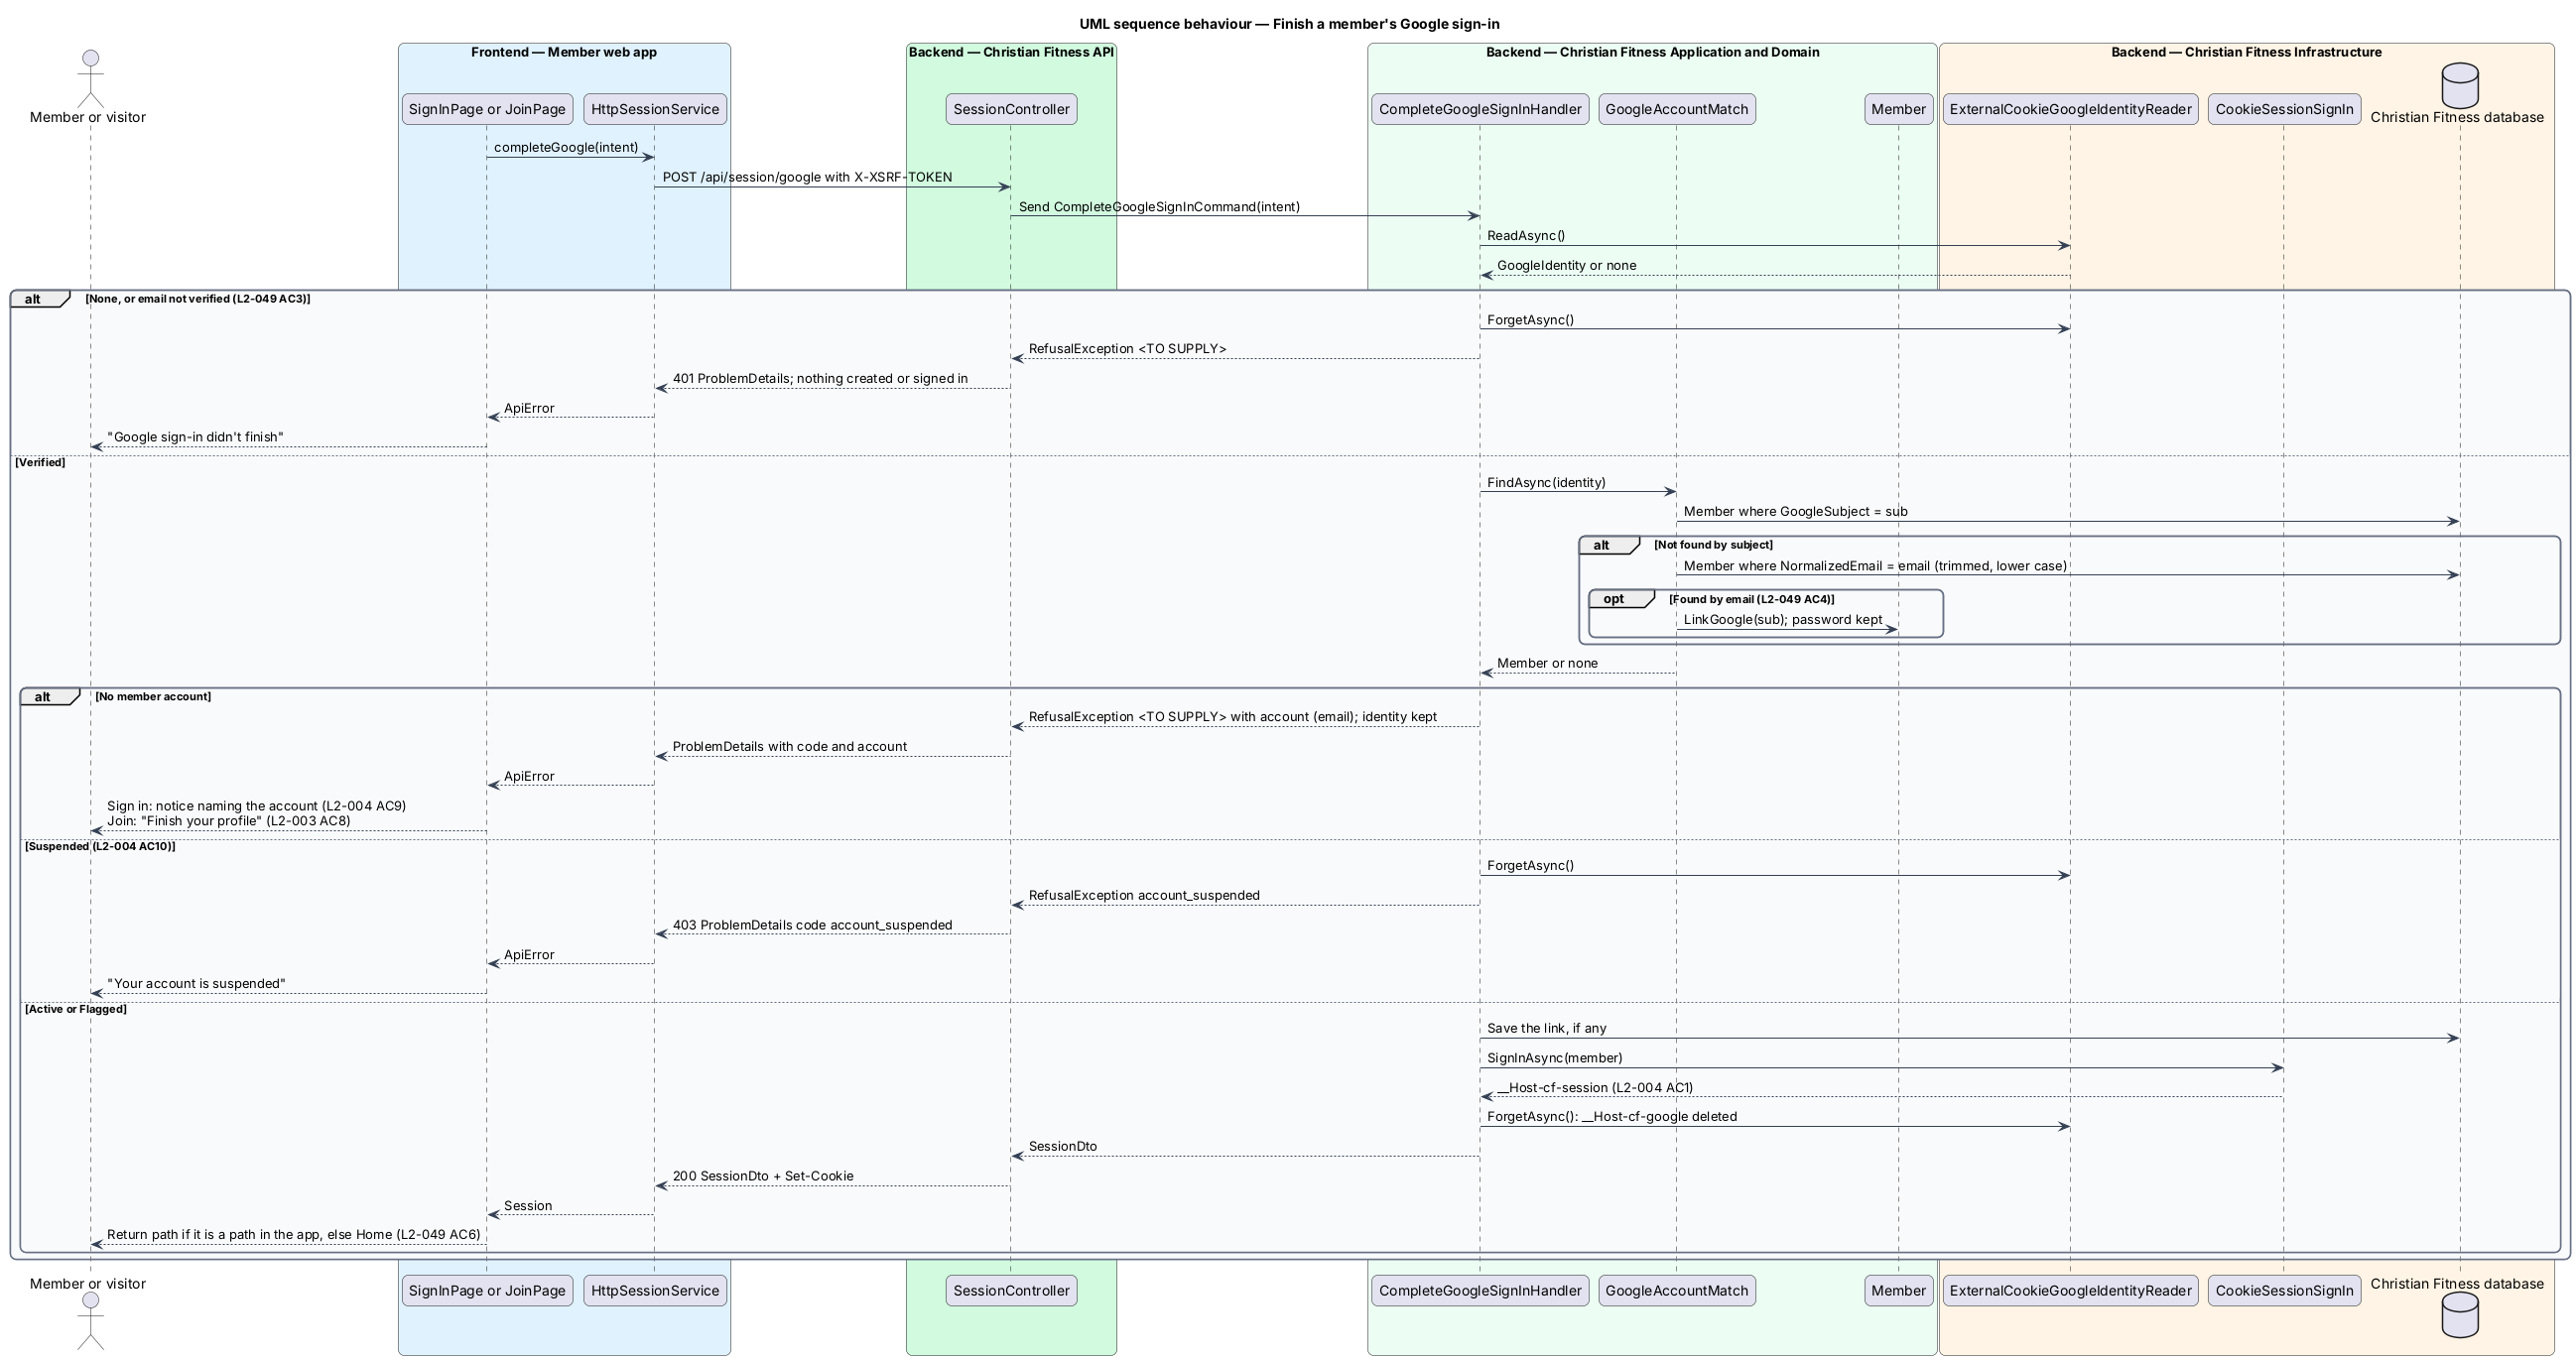 UML sequence behaviour — Finish a member's Google sign-in
Frontend — Member web app
Backend — Christian Fitness API
Backend — Christian Fitness Application and Domain
Backend — Christian Fitness Infrastructure
Member or visitor
SignInPage or JoinPage
HttpSessionService
SessionController
CompleteGoogleSignInHandler
GoogleAccountMatch
Member
ExternalCookieGoogleIdentityReader
CookieSessionSignIn
Christian Fitness database
completeGoogle(intent)
POST /api/session/google with X-XSRF-TOKEN
Send CompleteGoogleSignInCommand(intent)
ReadAsync()
GoogleIdentity or none
alt [None, or email not verified (L2-049 AC3)]
ForgetAsync()
RefusalException <TO SUPPLY>
401 ProblemDetails; nothing created or signed in
ApiError
"Google sign-in didn't finish"
[Verified]
FindAsync(identity)
Member where GoogleSubject = sub
alt [Not found by subject]
Member where NormalizedEmail = email (trimmed, lower case)
opt [Found by email (L2-049 AC4)]
LinkGoogle(sub); password kept
Member or none
alt [No member account]
RefusalException <TO SUPPLY> with account (email); identity kept
ProblemDetails with code and account
ApiError
Sign in: notice naming the account (L2-004 AC9)
Join: "Finish your profile" (L2-003 AC8)
[Suspended (L2-004 AC10)]
ForgetAsync()
RefusalException account_suspended
403 ProblemDetails code account_suspended
ApiError
"Your account is suspended"
[Active or Flagged]
Save the link, if any
SignInAsync(member)
__Host-cf-session (L2-004 AC1)
ForgetAsync(): __Host-cf-google deleted
SessionDto
200 SessionDto + Set-Cookie
Session
Return path if it is a path in the app, else Home (L2-049 AC6)
Member or visitor
SignInPage or JoinPage
HttpSessionService
SessionController
CompleteGoogleSignInHandler
GoogleAccountMatch
Member
ExternalCookieGoogleIdentityReader
CookieSessionSignIn
Christian Fitness database